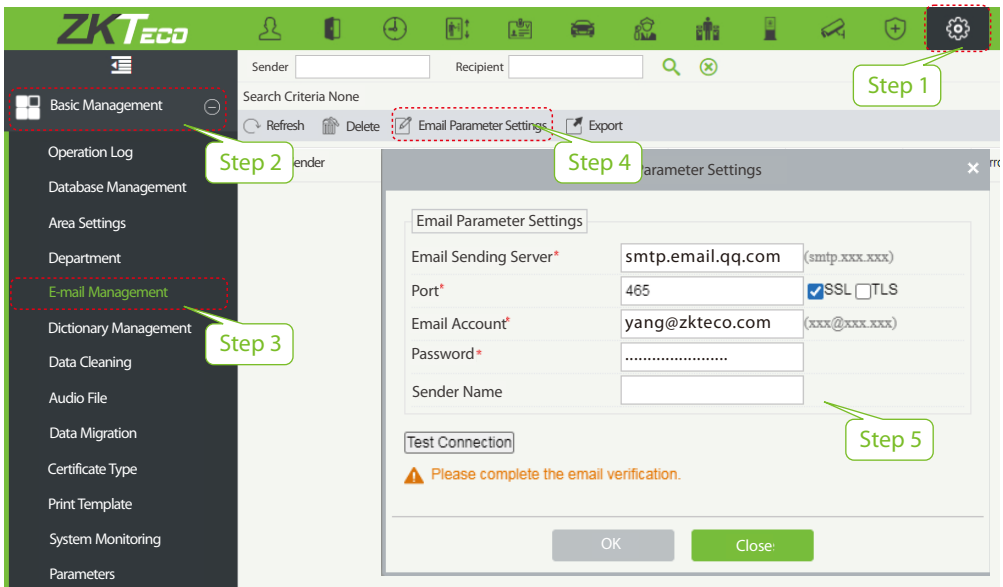 ZKTECO
Sender
Recipient
Step 1
Basic Management
Search Criteria None
Refresh
Delete
Email Parameter Settings
Export
Step 2
Step 4
ender
Operation Log
Database Management
Area Settings
Department
E-mail Management
Dictionary Management
Data Cleaning
Audio File
Data Migration
Certificate Type
Print Template
System Monitoring
Parameters
Step 3
arameter Settings
×
Email Parameter Settings
Email Sending Server* smtp.email.qq.com (smtp.xxx.xxx)
Port* 465 SSL TLS
Email Account* yang@zkteco.com (xxx@xxx.xxx)
Password* .......................
Sender Name
Step 5
Test Connection
Please complete the email verification.
OK
Close